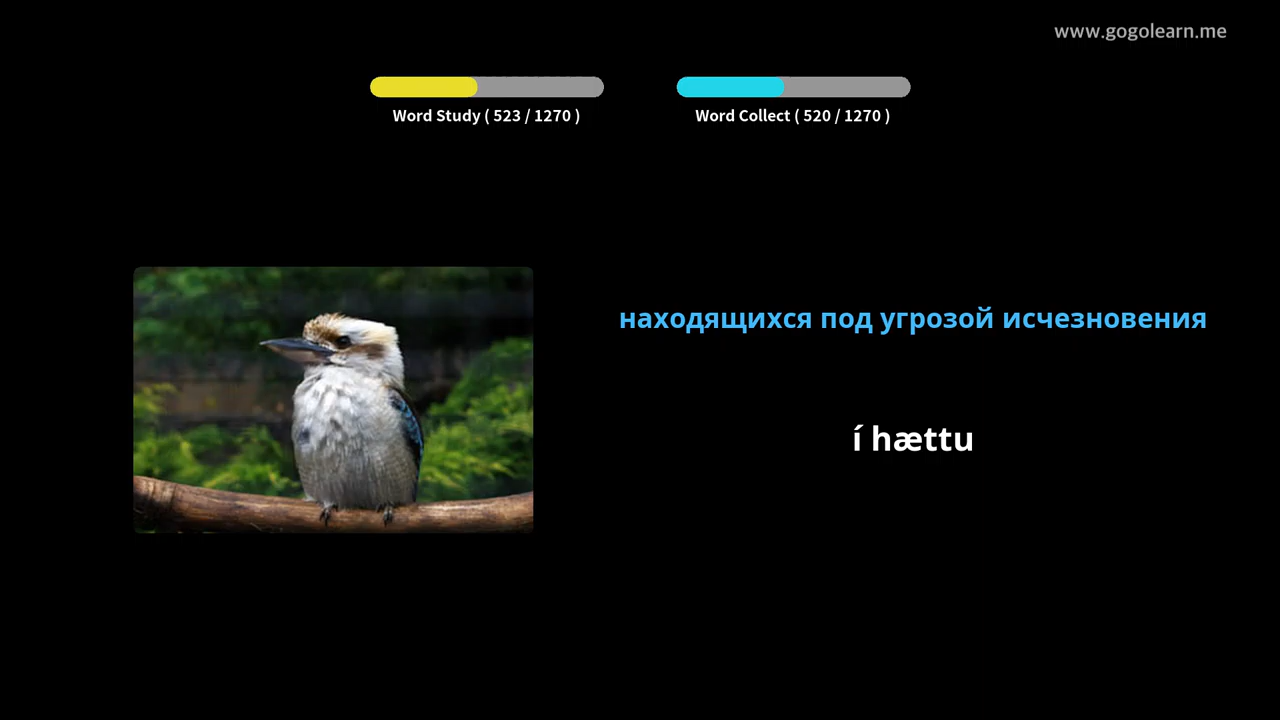 www.gogolearn.me
Word Study ( 523 / 1270 )
Word Collect ( 520 / 1270 )
находящихся под угрозой исчезновения
í hættu